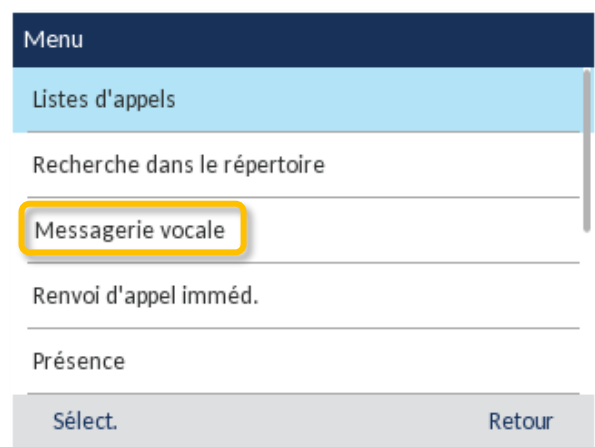 Menu
Listes d'appels
Recherche dans le répertoire
Messagerie vocale
Renvoi d'appel imméd.
Présence
Sélect. Retour